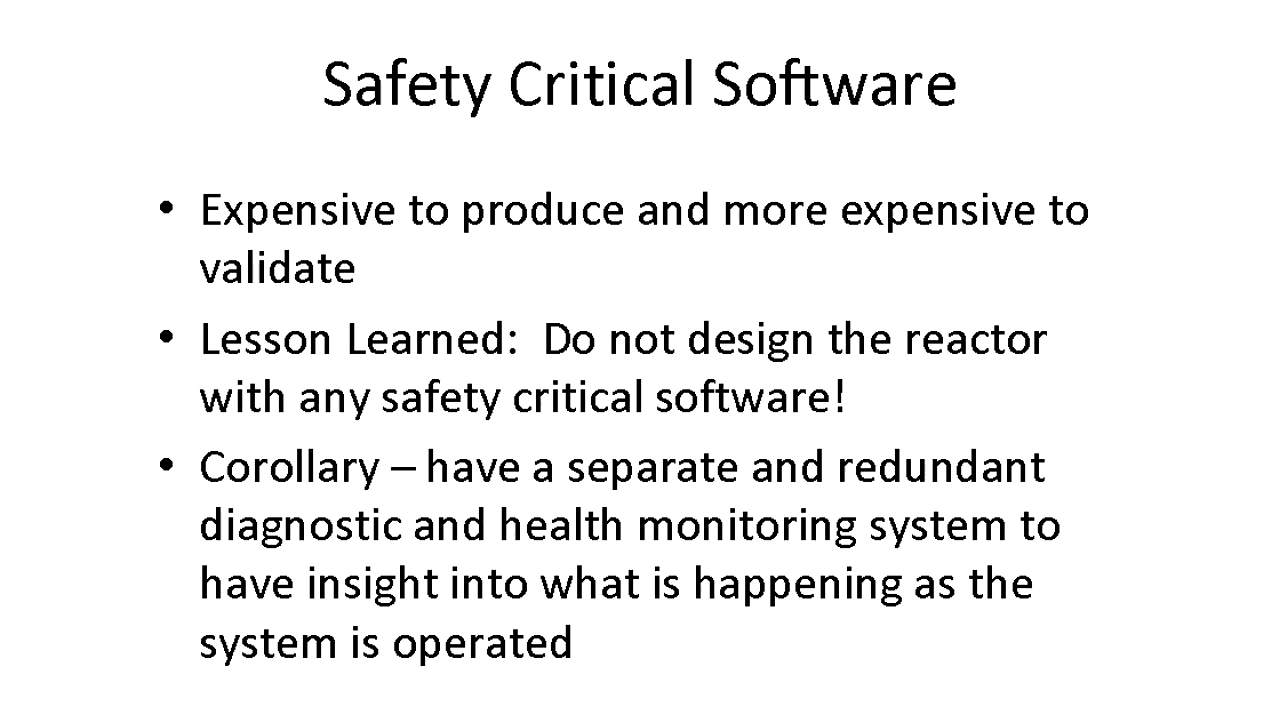 Safety Critical Software
• Expensive to produce and more expensive to
validate
• Lesson Learned:  Do not design the reactor
with any safety critical software!
• Corollary – have a separate and redundant
diagnostic and health monitoring system to
have insight into what is happening as the
system is operated